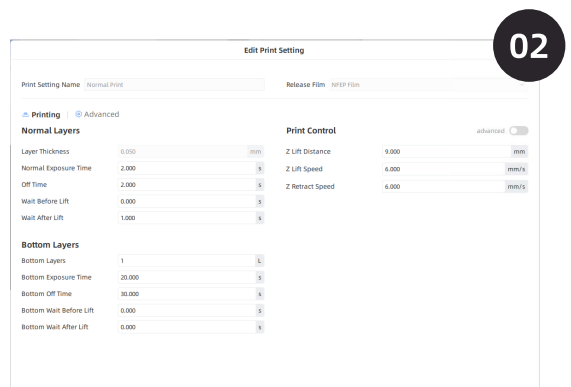 02
Edit Print Setting
Print Setting Name Normal Print
Release Film NFEP Film
Printing Advanced
Normal Layers
Layer Thickness 0.050 mm
Normal Exposure Time 2.000 s
Off Time 2.000 s
Wait Before Lift 0.000 s
Wait After Lift 1.000 s
Print Control advanced
Z Lift Distance 9.000 mm
Z Lift Speed 6.000 mm/s
Z Retract Speed 6.000 mm/s
Bottom Layers
Bottom Layers 1 L
Bottom Exposure Time 20.000 s
Bottom Off Time 30.000 s
Bottom Wait Before Lift 0.000 s
Bottom Wait After Lift 0.000 s